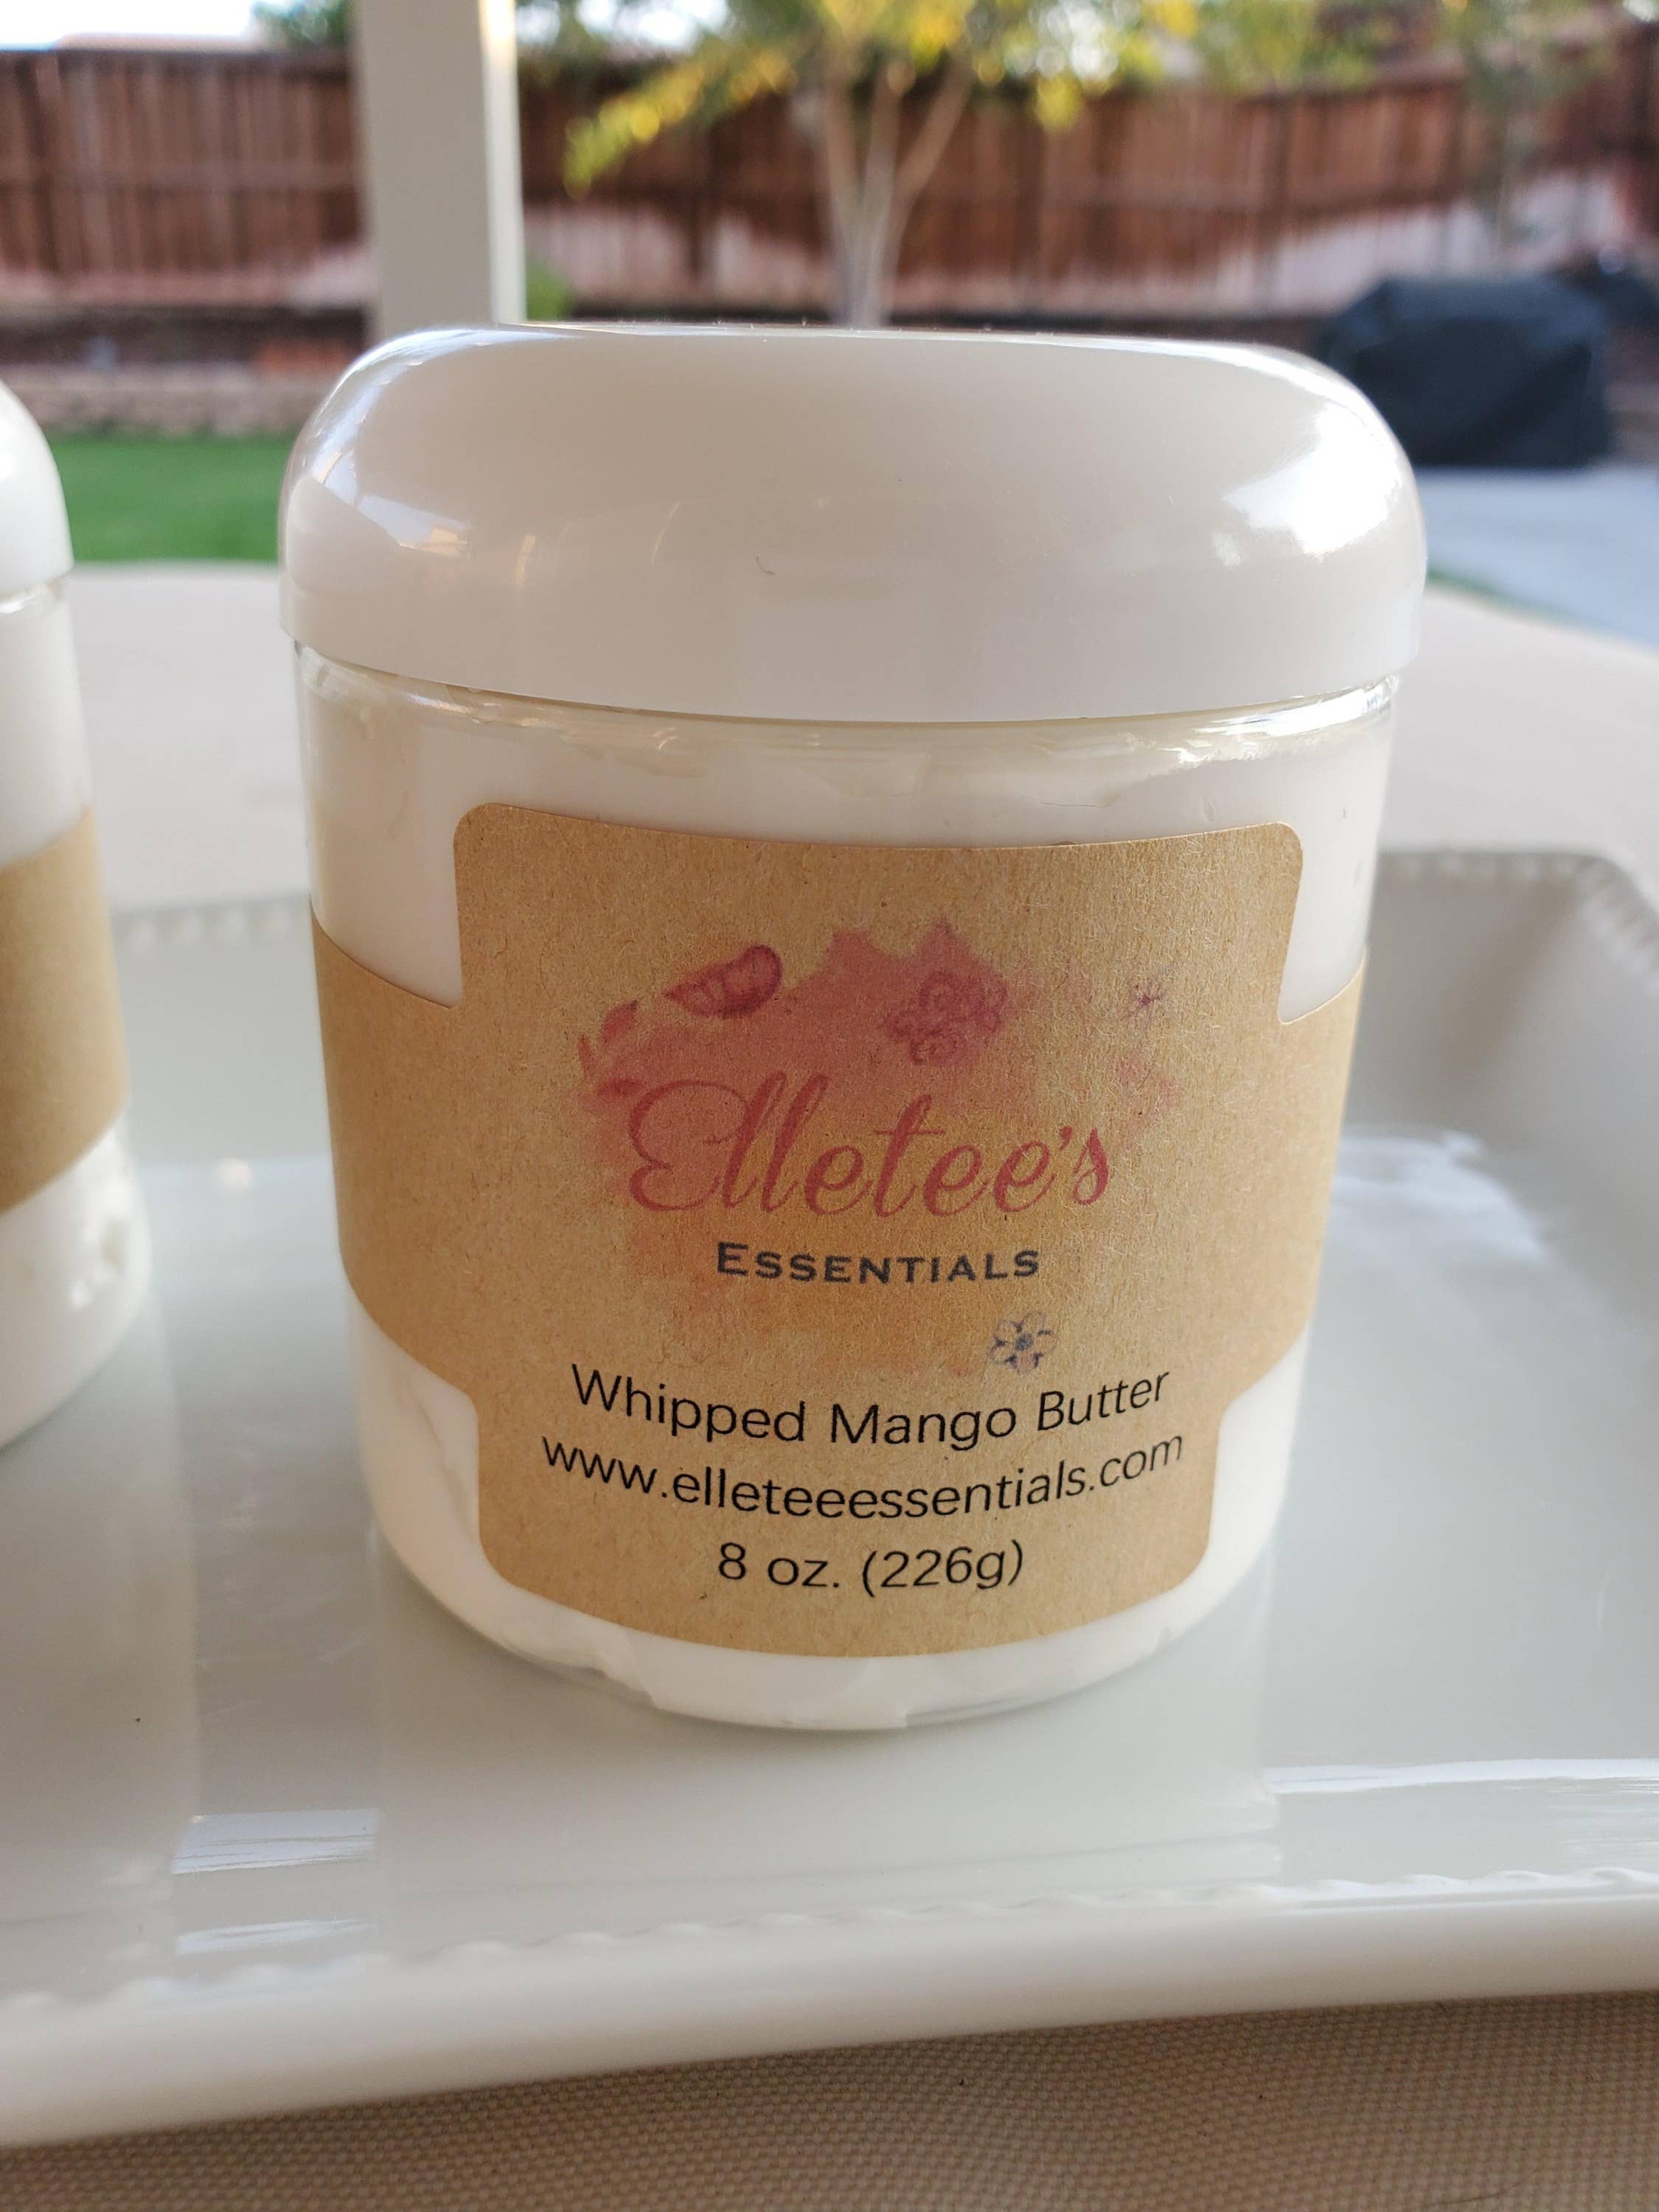 Elletee's
ESSENTIALS
Whipped Mango Butter
www.elleteeessentials.com
8 oz. (226g)